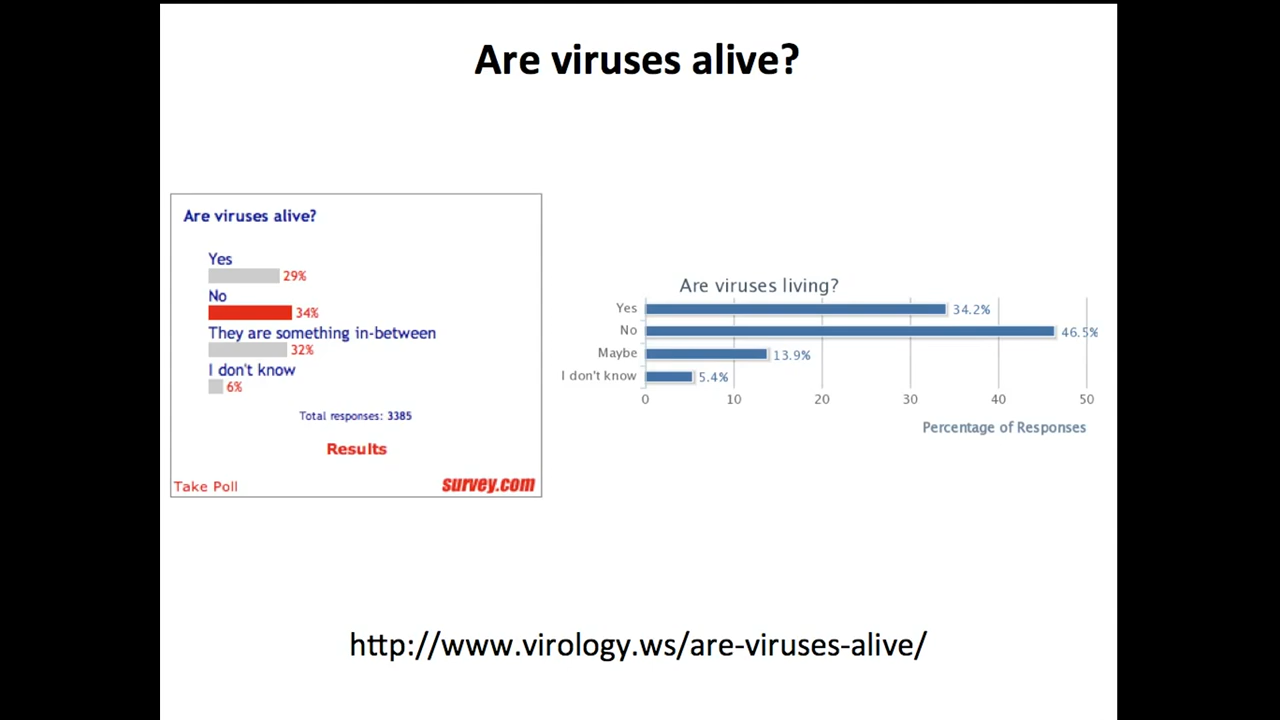 Are viruses alive?
Are viruses alive?
Yes
29%
No
34%
They are something in-between
32%
I don't know
6%
Total responses: 3385
Results
Take Poll
survey.com
Are viruses living?
Yes 34.2%
No 46.5%
Maybe 13.9%
I don't know 5.4%
0 10 20 30 40 50
Percentage of Responses
http://www.virology.ws/are-viruses-alive/